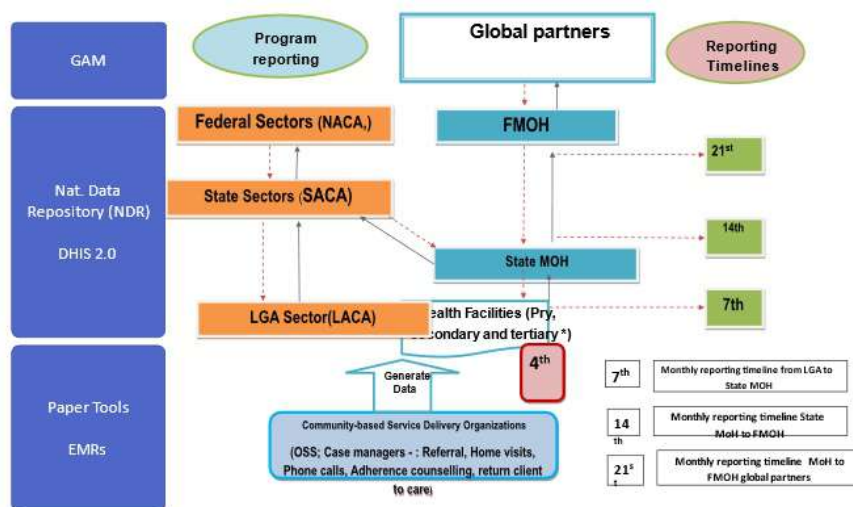 GAM
Program
reporting
Global partners
Reporting
Timelines
Federal Sectors (NACA,)
FMOH
21st
Nat. Data
Repository (NDR)
DHIS 2.0
State Sectors (SACA)
14th
State MOH
7th
LGA Sector(LACA)
ealth Facilities (Pry,
econdary and tertiary *)
4th
Generate
Data
Paper Tools
EMRs
Community-based Service Delivery Organizations
(OSS; Case managers - : Referral, Home visits,
Phone calls, Adherence counselling, return client
to care)
7th
Monthly reporting timeline from LGA to
State MOH
14
th
Monthly reporting timeline State
MoH to FMOH
21s
t
Monthly reporting timeline MoH to
FMOH global partners